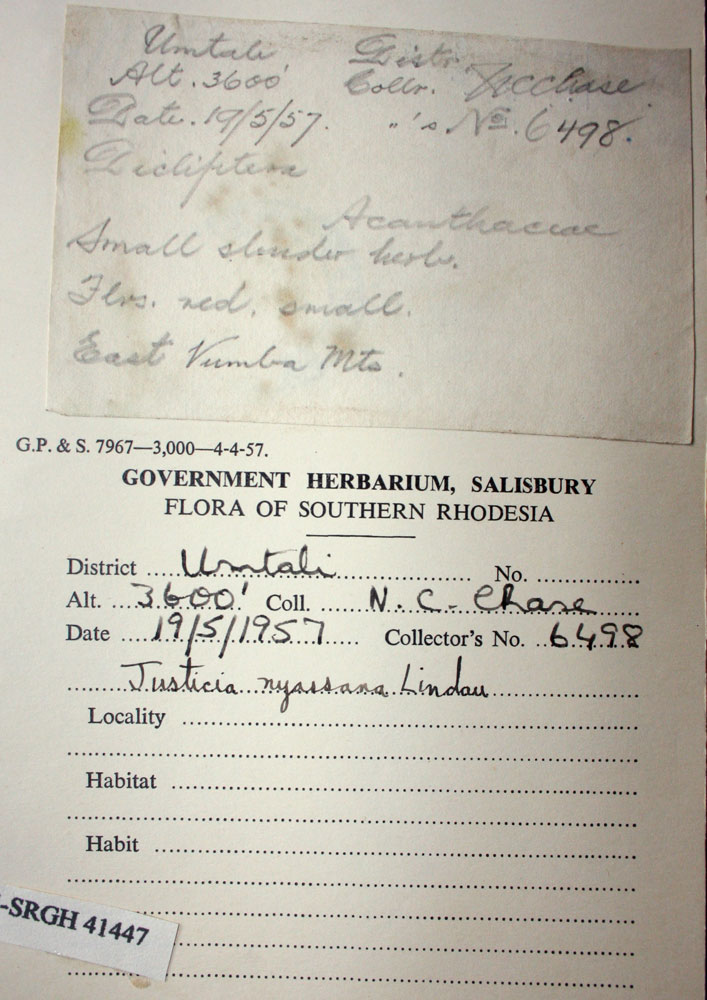 Umtali Distr.
Alt. 3600' Collr. NCChase
Date. 19/5/57. "'s No. 6498.
Dicliptera
Acanthaceae
Small slender herb.
Flrs. red, small.
East Vumba Mts.
G.P. & S. 7967—3,000—4-4-57.
GOVERNMENT HERBARIUM, SALISBURY
FLORA OF SOUTHERN RHODESIA
District Umtali No.
Alt. 3600' Coll. N. C. Chase
Date 19/5/1957 Collector's No. 6498
Justicia nyassana Lindau
Locality
Habitat
Habit
-SRGH 41447